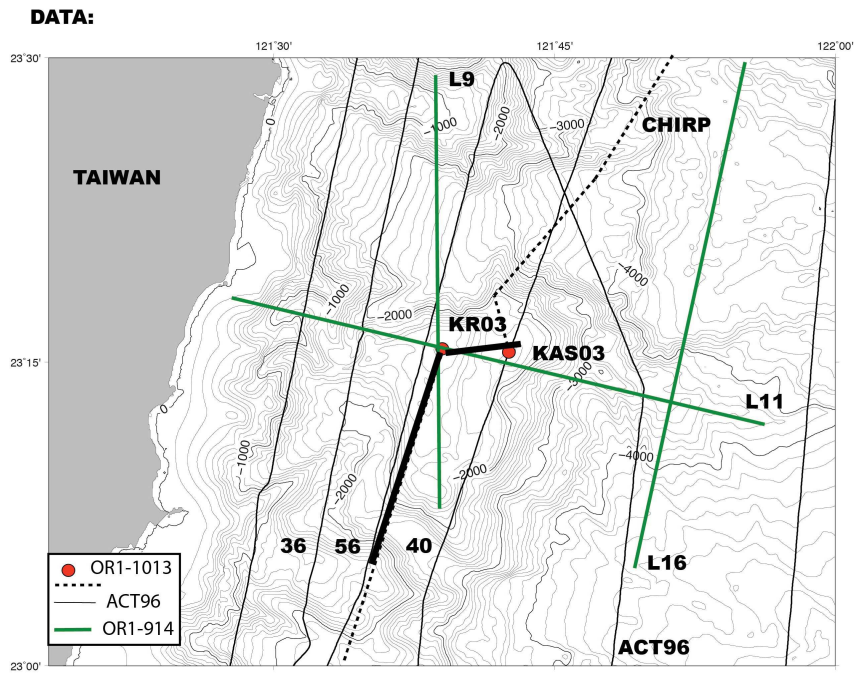 DATA:
121˚30' 121˚45' 122˚00'
23˚30'
L9
0
-1000
-2000
-3000
CHIRP
TAIWAN
-4000
-1000
-2000
KR03
23˚15'
KAS03
-3000
L11
0
-1000
-4000
-2000
-2000
36 56 40
L16
OR1-1013
ACT96
OR1-914
ACT96
23˚00'